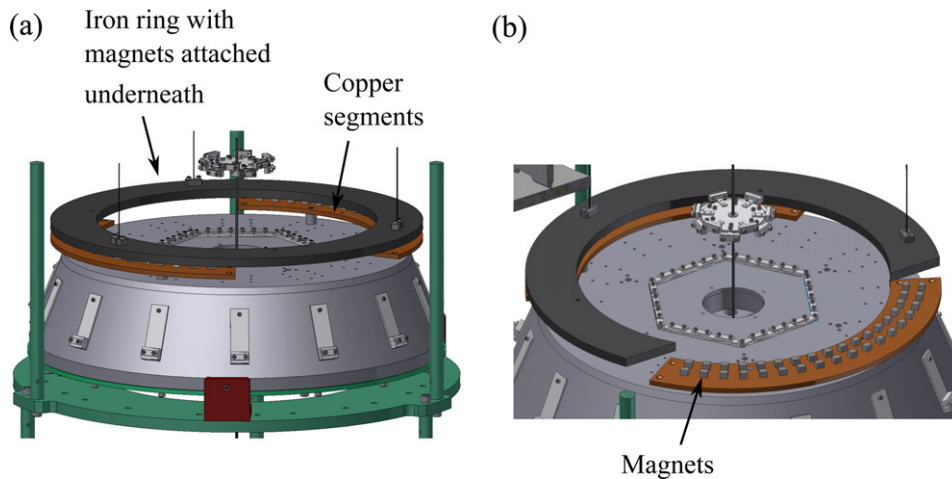 (a)
Iron ring with
magnets attached
underneath
Copper
segments
(b)
Magnets